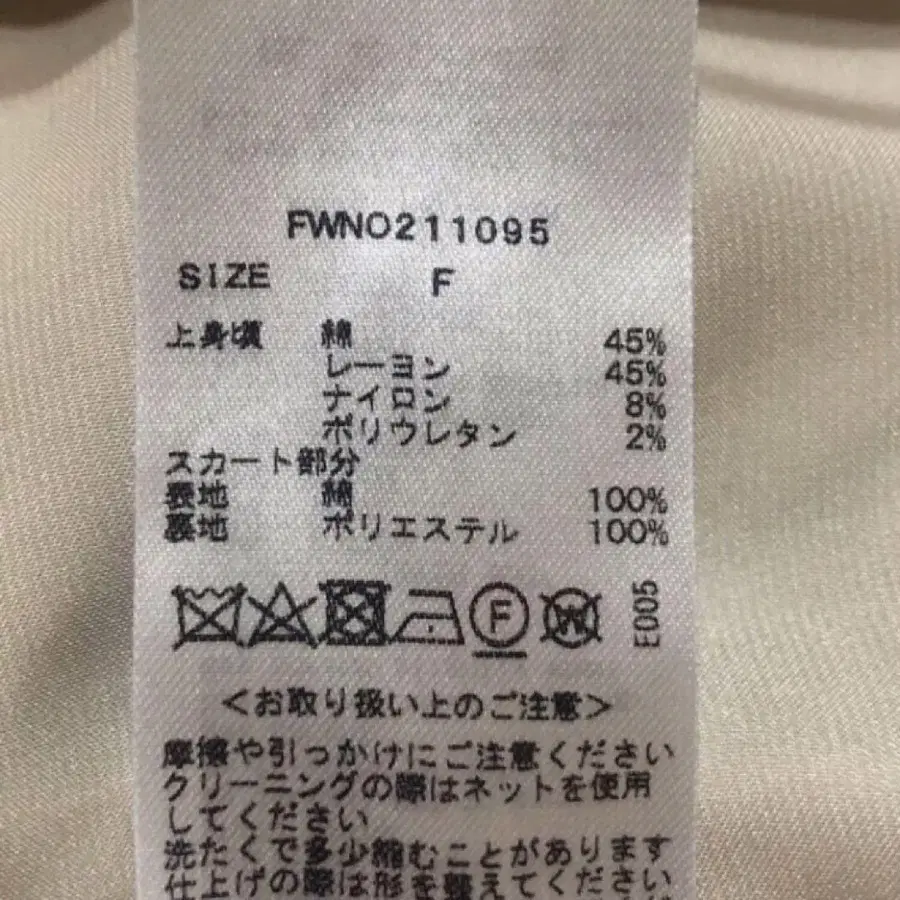 FWNO211095
SIZE F
上身頃 綿 45%
レーヨン 45%
ナイロン 8%
ポリウレタン 2%
スカート部分
表地 綿 100%
裏地 ポリエステル 100%
F W E005
<お取り扱い上のご注意>
摩擦や引っかけにご注意ください
クリーニングの際はネットを使用
してください
洗たくで多少縮むことがあります
仕上げの際は形を整えてください